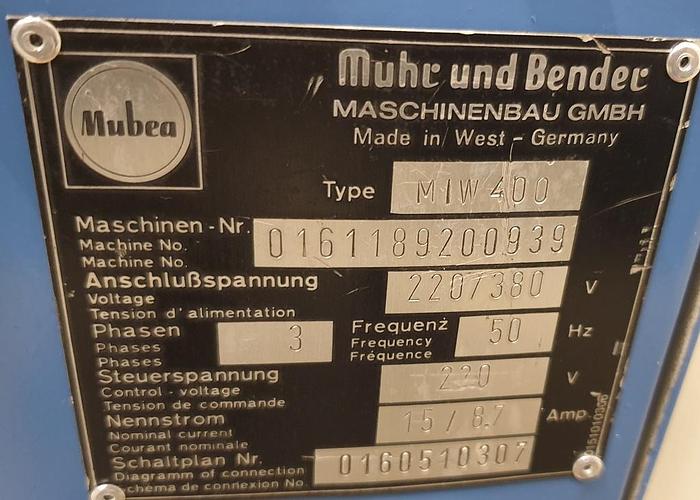 Mubea
Muhr und Bender
MASCHINENBAU GMBH
Made in West - Germany
Type MIW 400
Maschinen - Nr. 0161189200939
Machine No.
Machine No.
Anschlußspannung 220/380 V
Voltage
Tension d'alimentation
Phasen 3 Frequenz 50 Hz
Phases Frequency
Phases Fréquence
Steuerspannung 220 V
Control - voltage
Tension de commande
Nennstrom 15 / 8.7 Amp.
Nominal current
Courant nominale
Schaltplan Nr. 0160510307
Diagramm of connection
schema de connexion No.